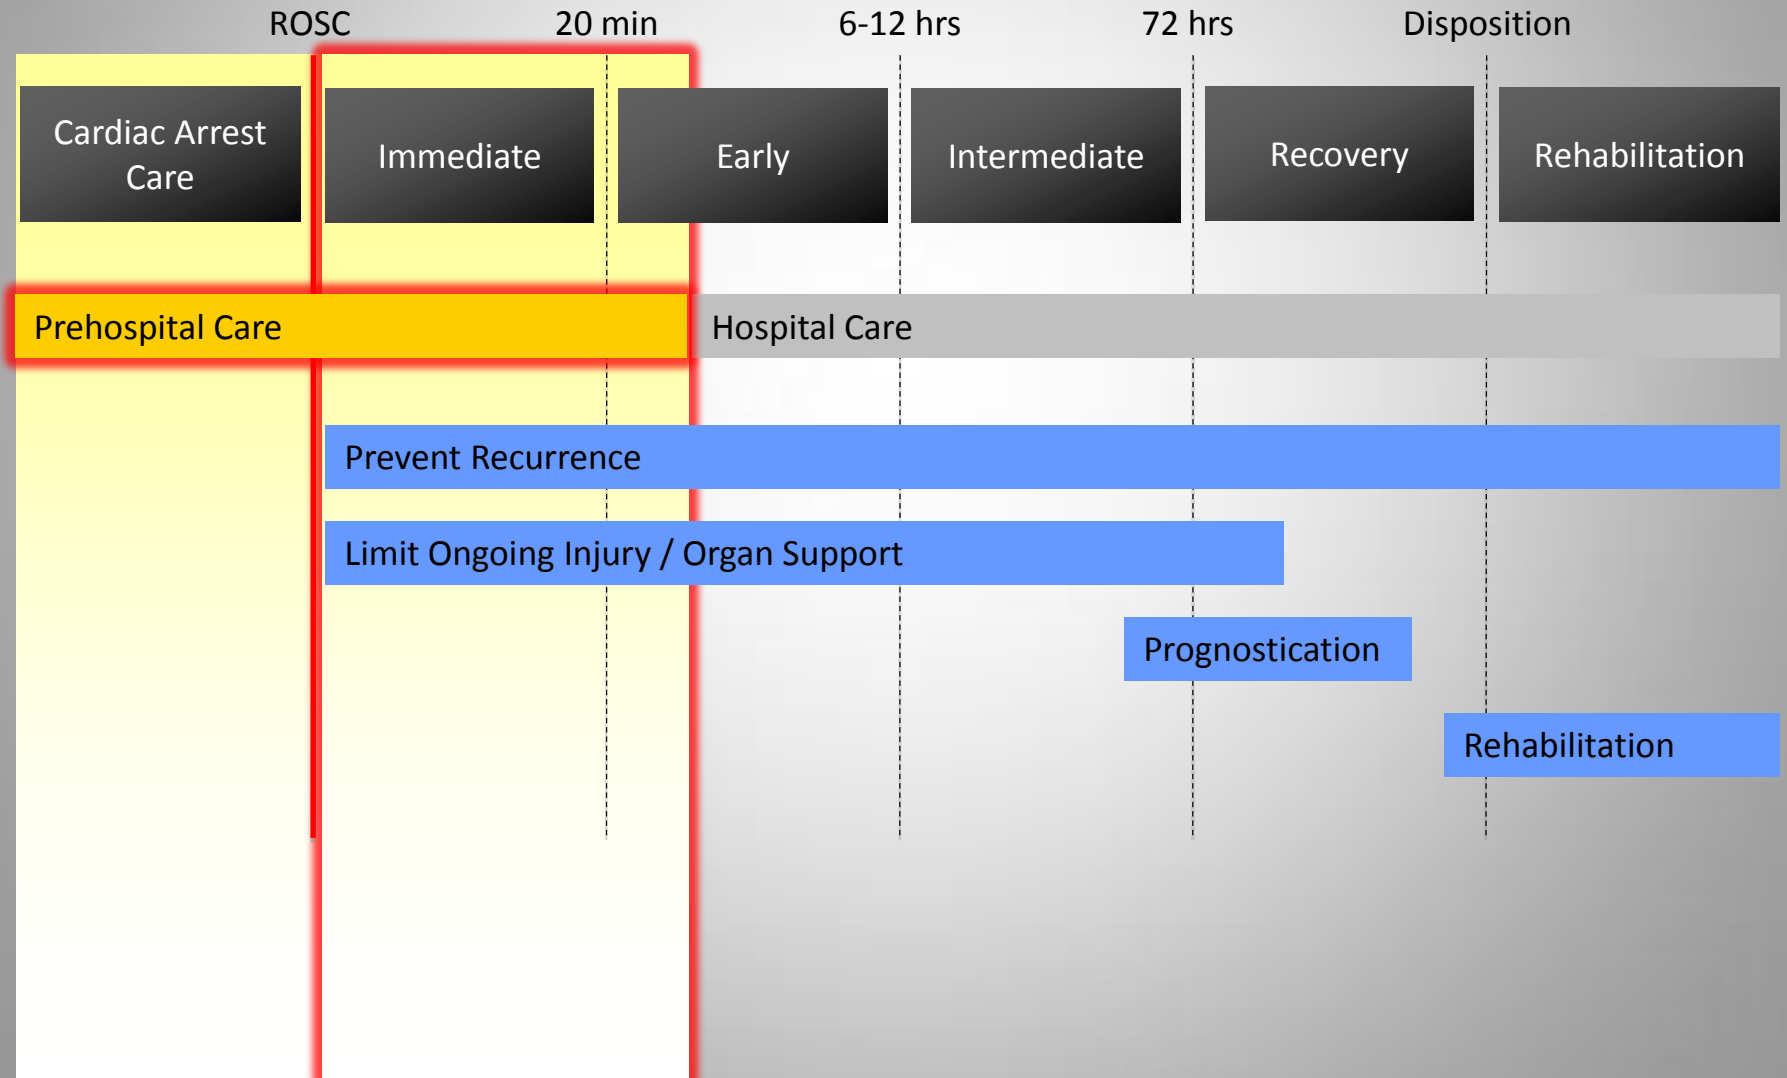 ROSC 20 min 6-12 hrs 72 hrs Disposition
Cardiac Arrest
Care
Immediate
Early
Intermediate
Recovery
Rehabilitation
Prehospital Care
Hospital Care
Prevent Recurrence
Limit Ongoing Injury / Organ Support
Prognostication
Rehabilitation